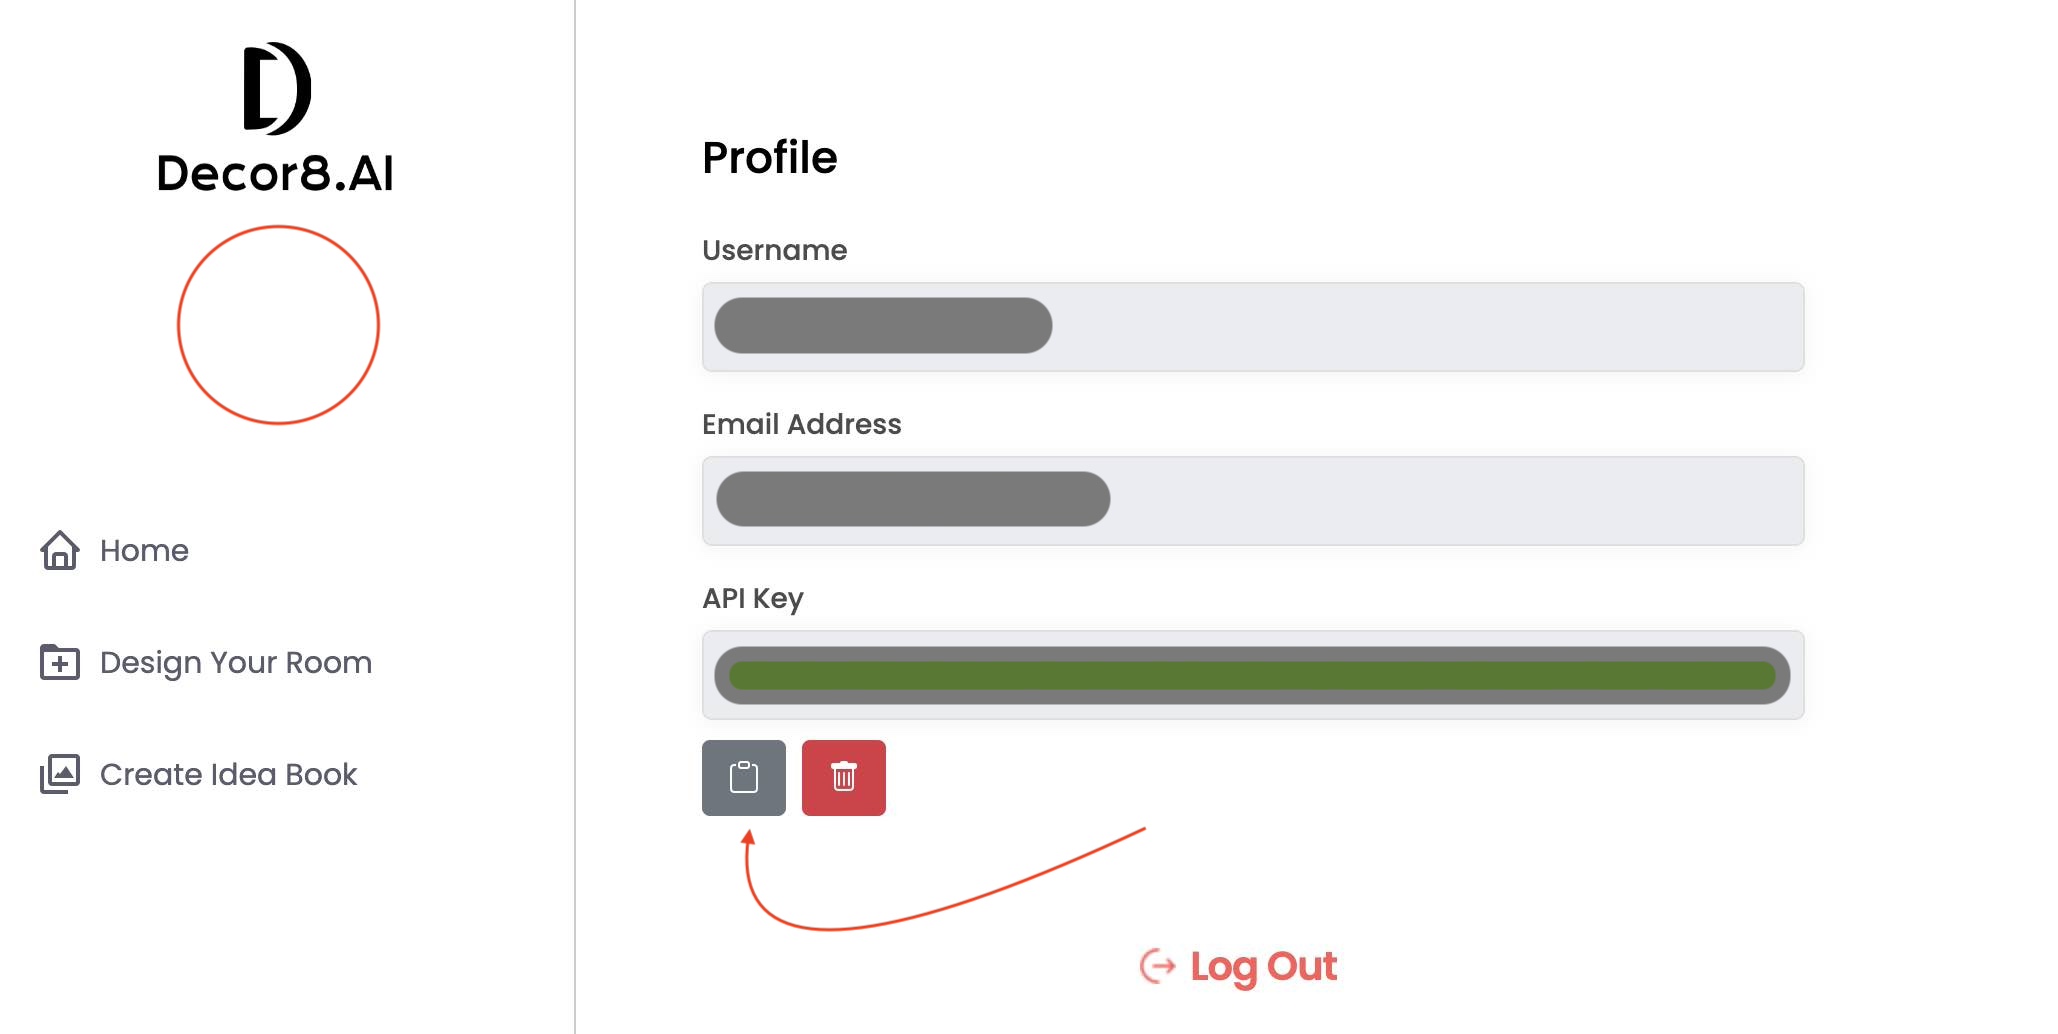 Decor8.AI
Home
Design Your Room
Create Idea Book
Profile
Username
Email Address
API Key
Log Out